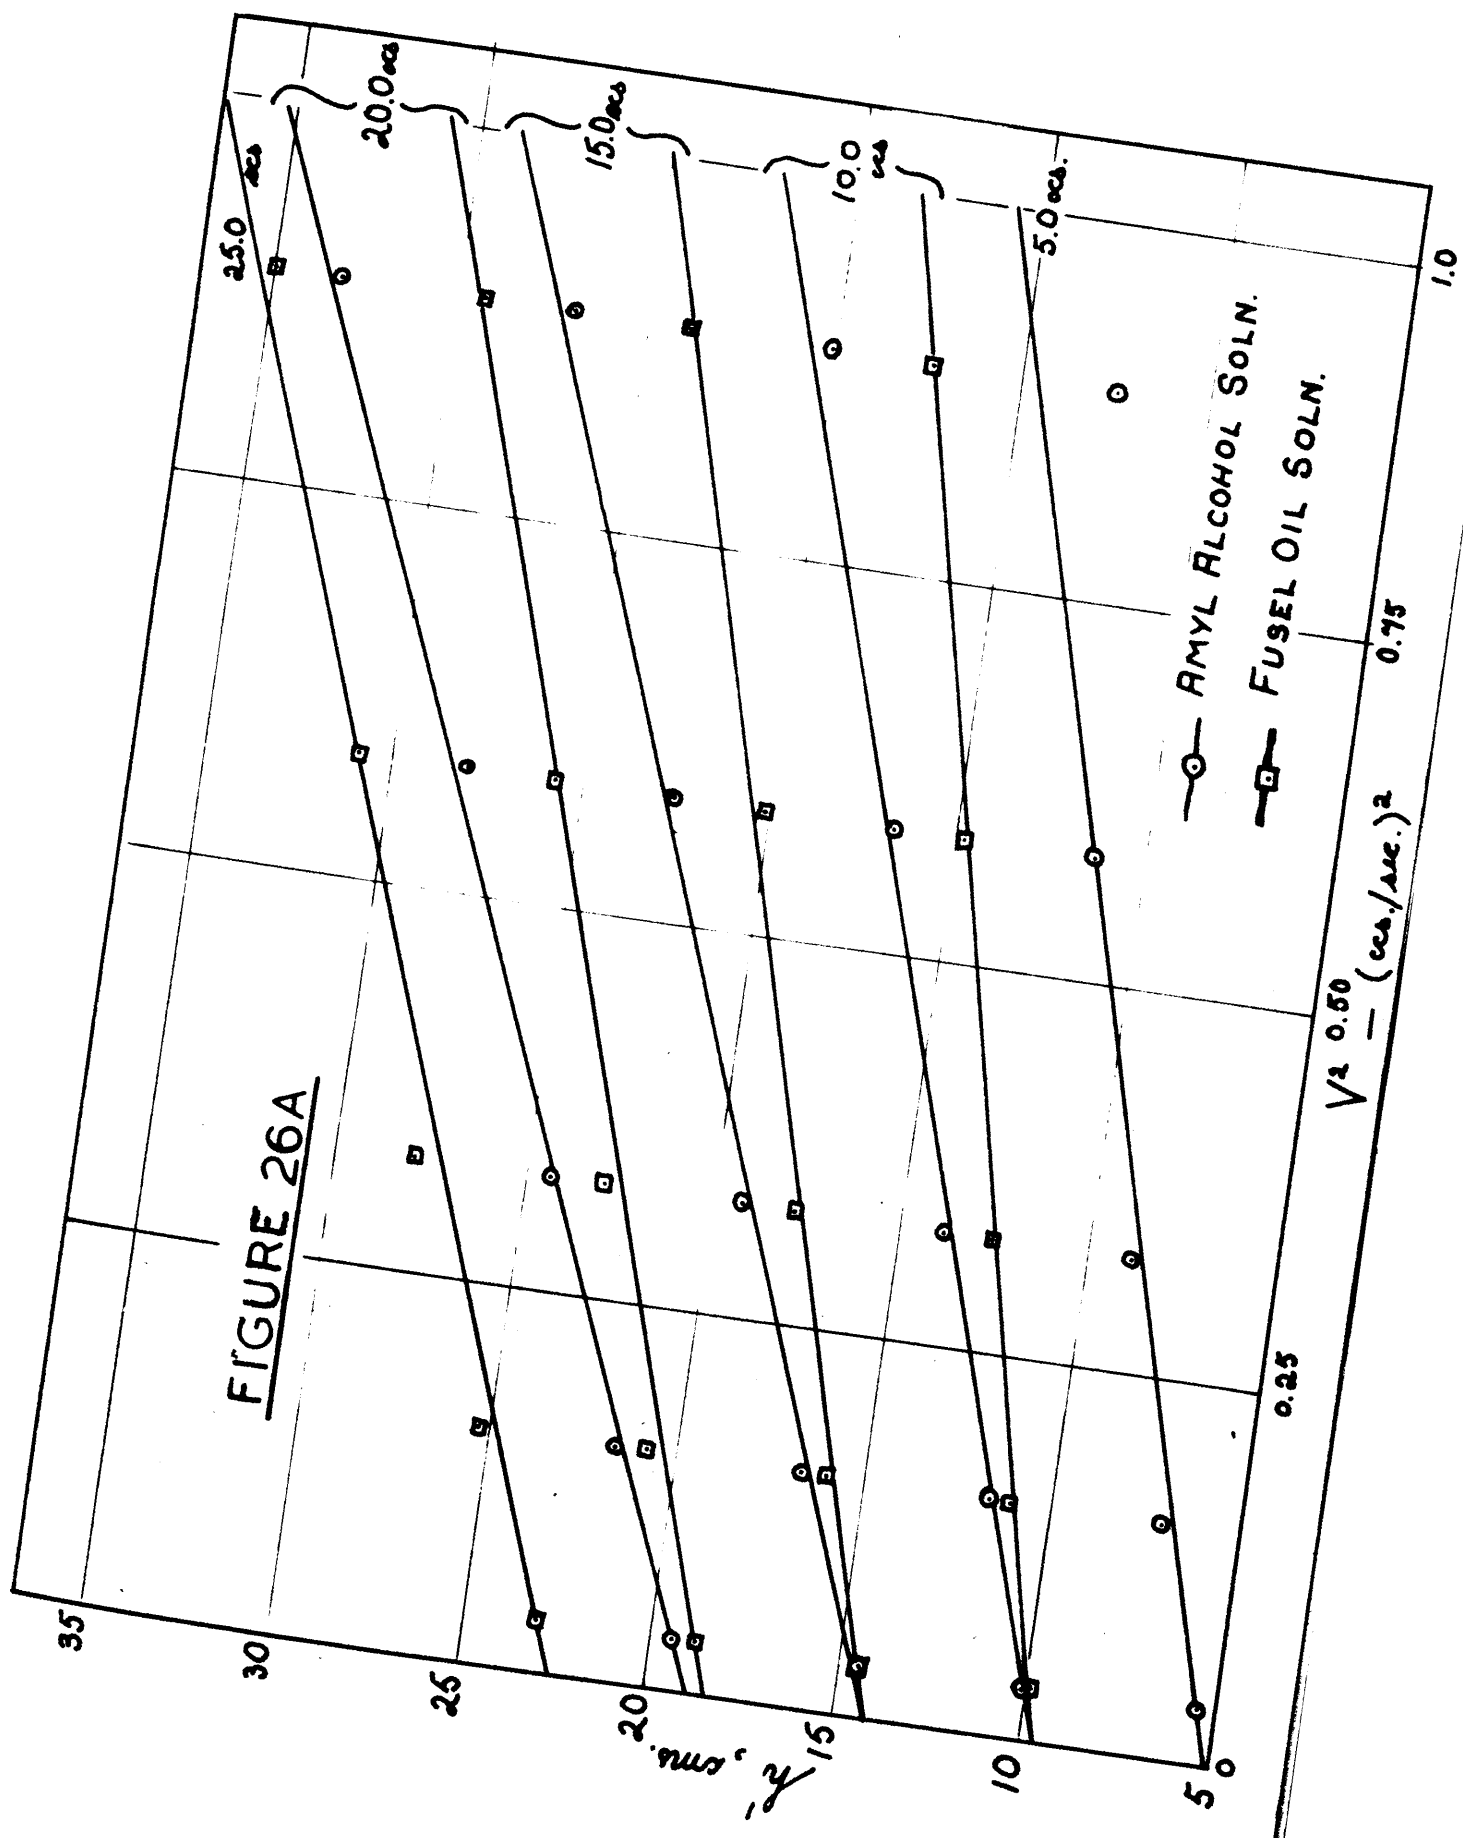 FIGURE 26A
25.0 ccs
20.0 ccs
15.0 ccs
10.0 ccs
5.0 ccs.
AMYL ALCOHOL SOLN.
FUSEL OIL SOLN.
35
30
25
20
15
10
5
, cms.
0
0.25
0.50
0.75
1.0
V² — (ccs./sec.)²